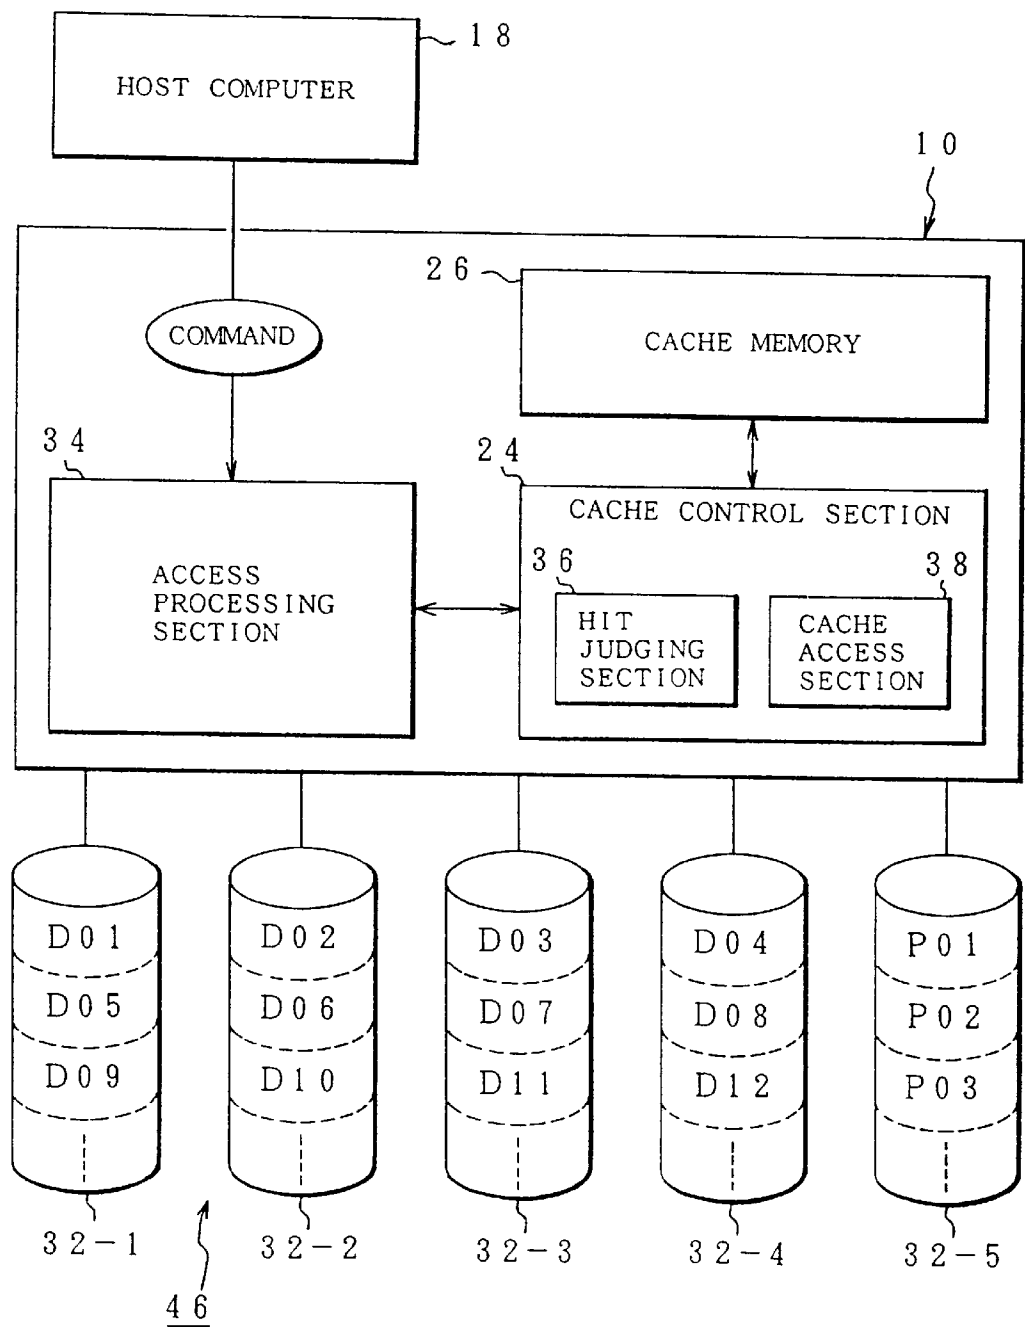 18
HOST COMPUTER
10
26
CACHE MEMORY
COMMAND
34
24
ACCESS
PROCESSING
SECTION
CACHE CONTROL SECTION
36
38
HIT
JUDGING
SECTION
CACHE
ACCESS
SECTION
D01
D02
D03
D04
P01
D05
D06
D07
D08
P02
D09
D10
D11
D12
P03
32-1
32-2
32-3
32-4
32-5
46